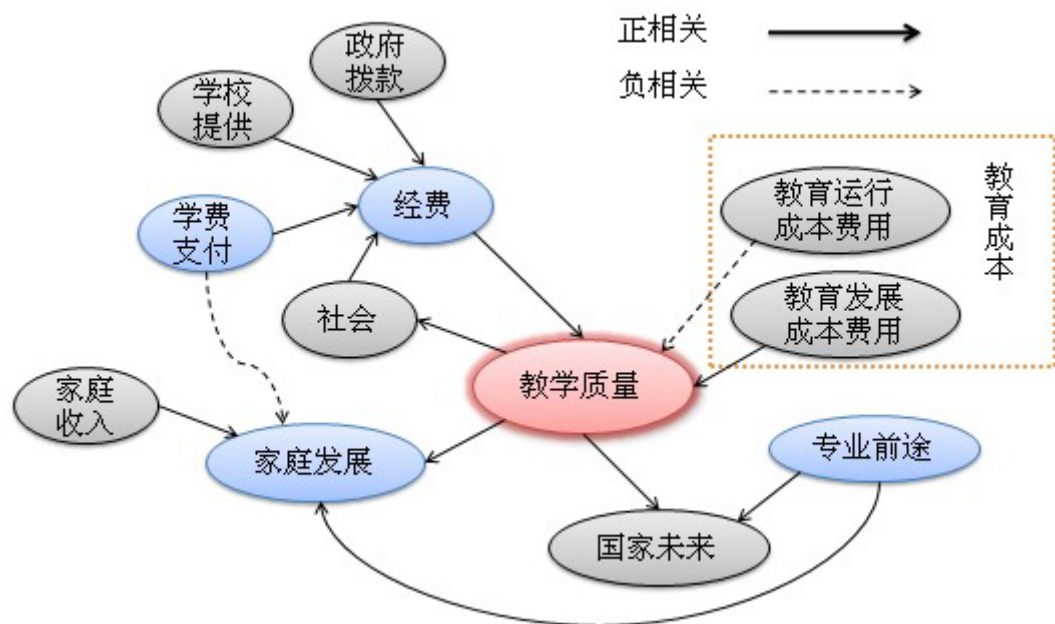 正相关
负相关
政府
拨款
学校
提供
经费
学费
支付
社会
教育运行
成本费用
教育发展
成本费用
教育成本
教学质量
家庭
收入
家庭发展
专业前途
国家未来